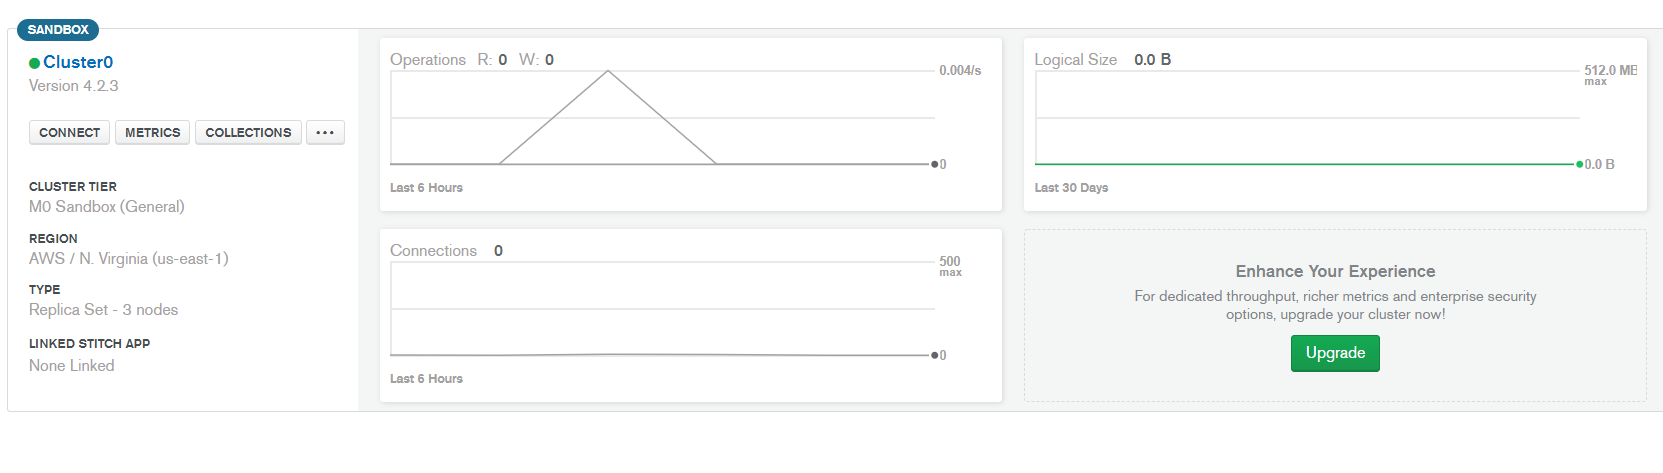 SANDBOX
Cluster0
Version 4.2.3
CONNECT METRICS COLLECTIONS ...
CLUSTER TIER
M0 Sandbox (General)
REGION
AWS / N. Virginia (us-east-1)
TYPE
Replica Set - 3 nodes
LINKED STITCH APP
None Linked
Operations R: 0 W: 0
0.004/s
0
Last 6 Hours
Logical Size 0.0 B
512.0 MB
max
0.0 B
Last 30 Days
Connections 0
500
max
0
Last 6 Hours
Enhance Your Experience
For dedicated throughput, richer metrics and enterprise security
options, upgrade your cluster now!
Upgrade